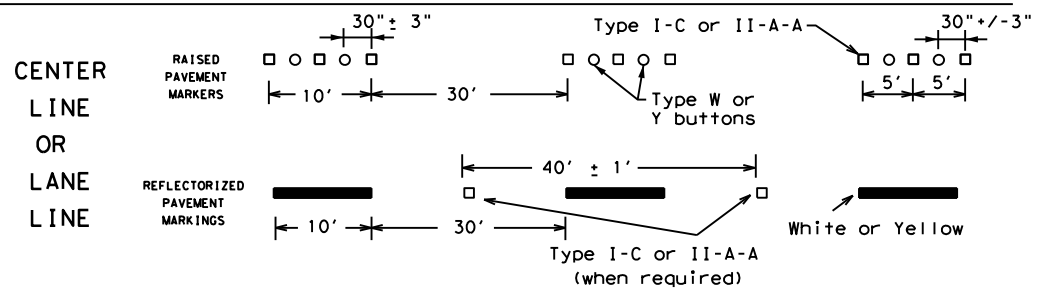 CENTER
LINE
OR
LANE
LINE
RAISED
PAVEMENT
MARKERS
30"± 3"
Type I-C or II-A-A
30"+/-3"
10'
30'
Type W or
Y buttons
5'
5'
REFLECTORIZED
PAVEMENT
MARKINGS
40' ± 1'
10'
30'
Type I-C or II-A-A
(when required)
White or Yellow